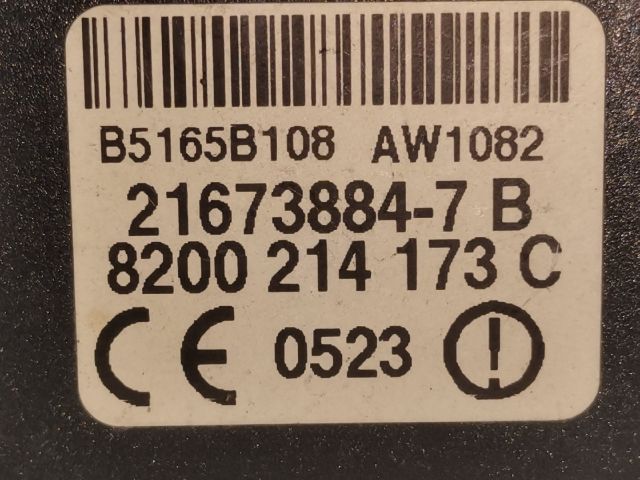 B5165B108 AW1082
21673884-7 B
8200 214 173 C
CE 0523 !